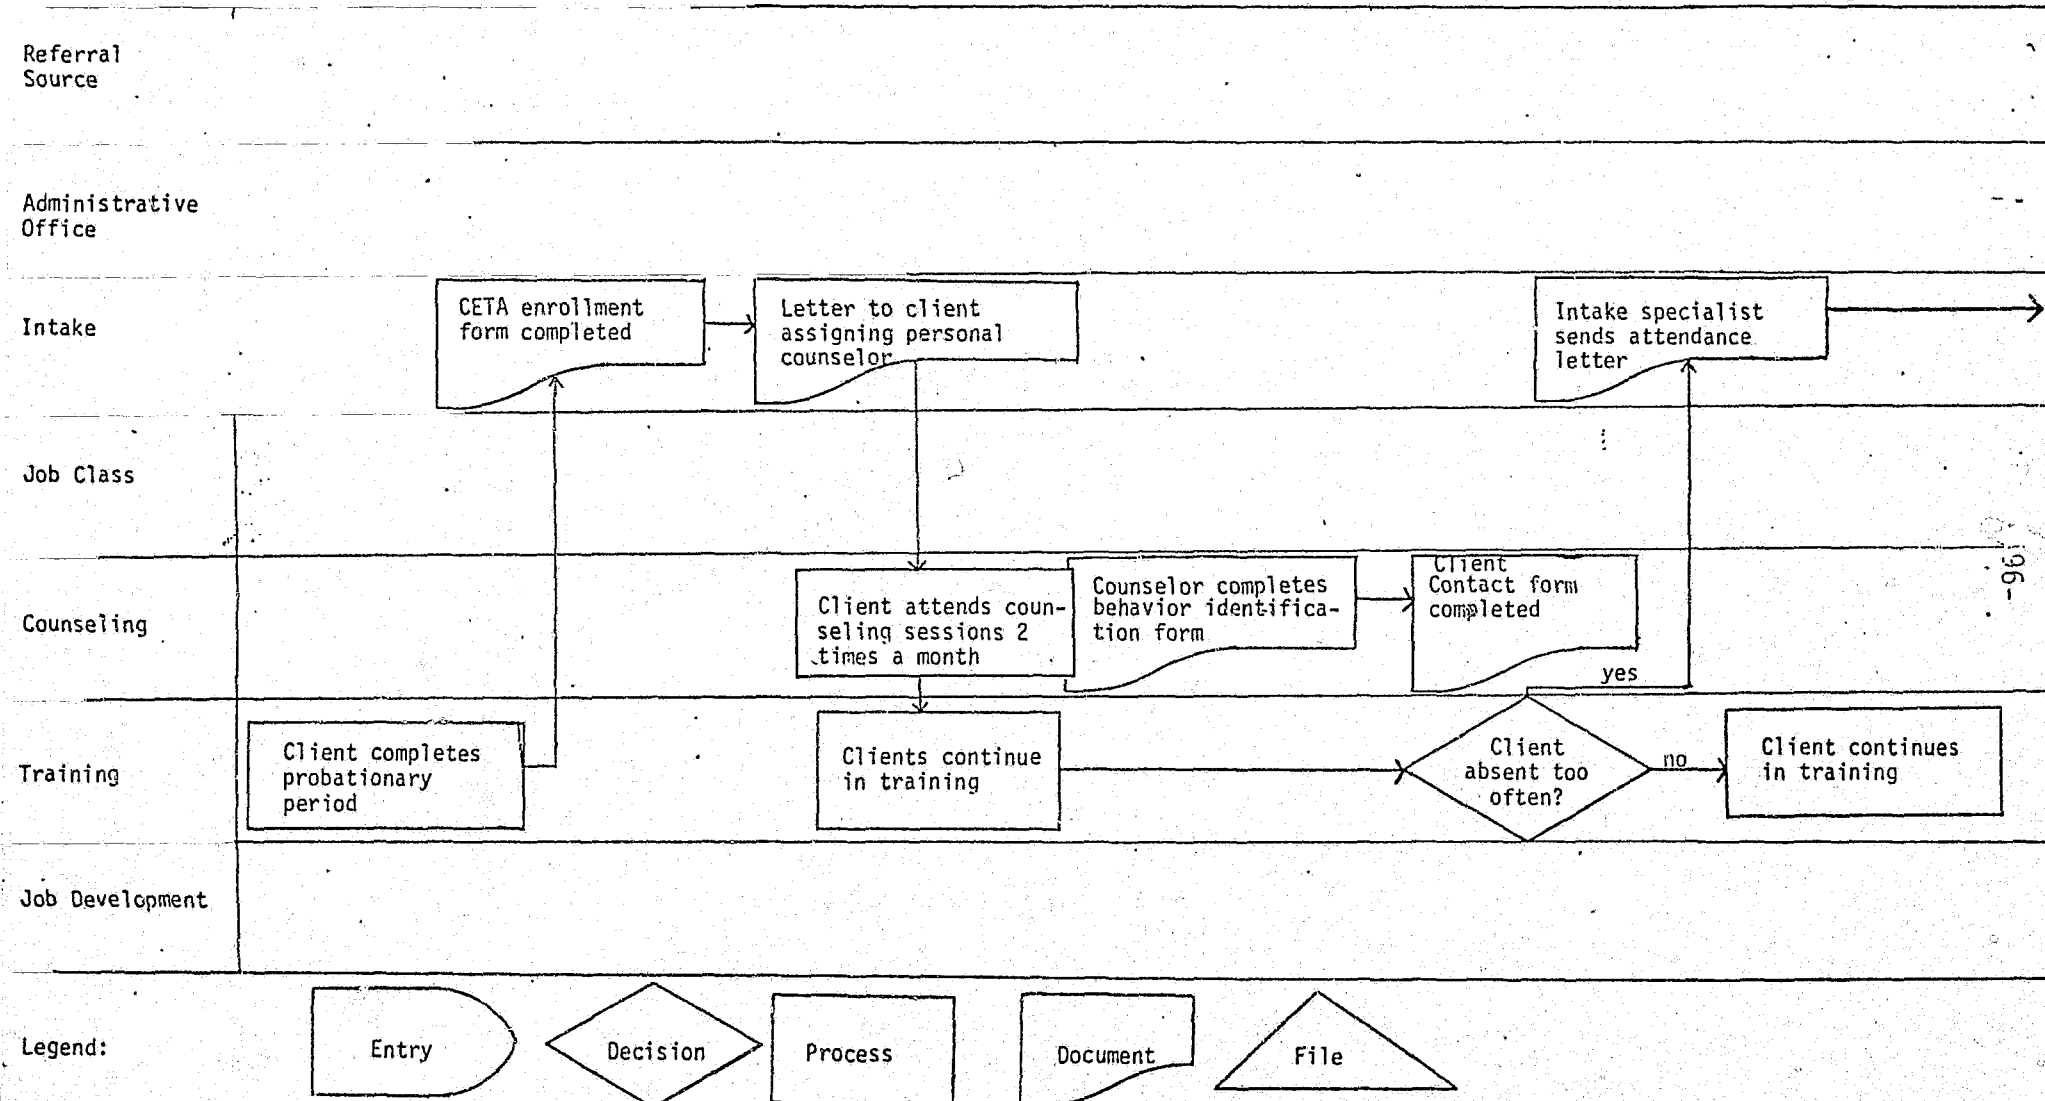 Referral
Source
Administrative
Office
Intake
CETA enrollment
form completed
Letter to client
assigning personal
counselor
Intake specialist
sends attendance
letter
Job Class
Counseling
Client attends coun-
seling sessions 2
times a month
Counselor completes
behavior identifica-
tion form
Client
Contact form
completed
yes
-96-
Training
Client completes
probationary
period
Clients continue
in training
Client
absent too
often?
no
Client continues
in training
Job Development
Legend:
Entry
Decision
Process
Document
File